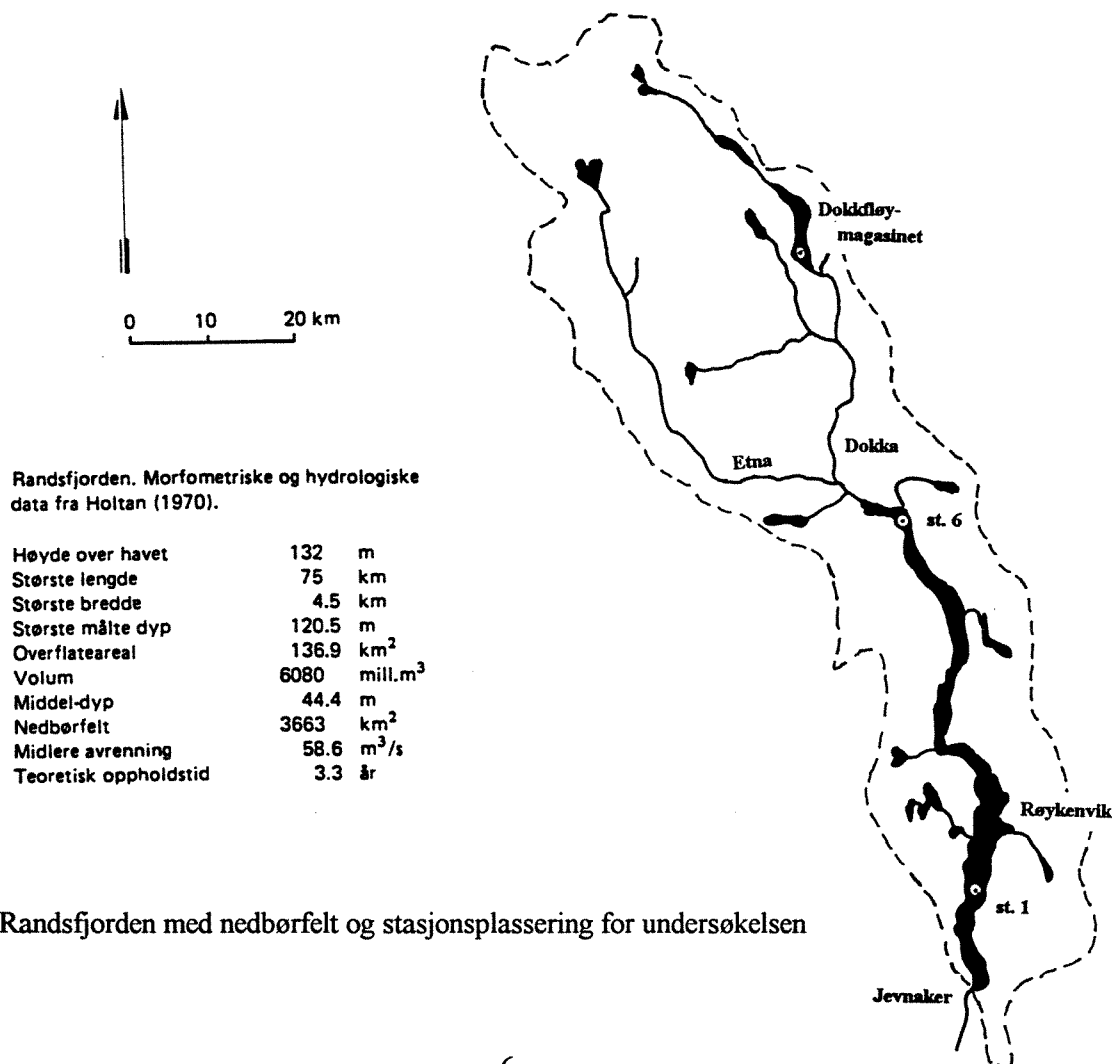 Dokkfløy-
magasinet
0 10 20 km
Dokka
Etna
Randsfjorden. Morfometriske og hydrologiske
data fra Holtan (1970).
st. 6
Høyde over havet 132 m
Største lengde 75 km
Største bredde 4.5 km
Største målte dyp 120.5 m
Overflateareal 136.9 km²
Volum 6080 mill.m³
Middel-dyp 44.4 m
Nedbørfelt 3663 km²
Midlere avrenning 58.6 m³/s
Teoretisk oppholdstid 3.3 år
Røykenvik
st. 1
Randsfjorden med nedbørfelt og stasjonsplassering for undersøkelsen
Jevnaker